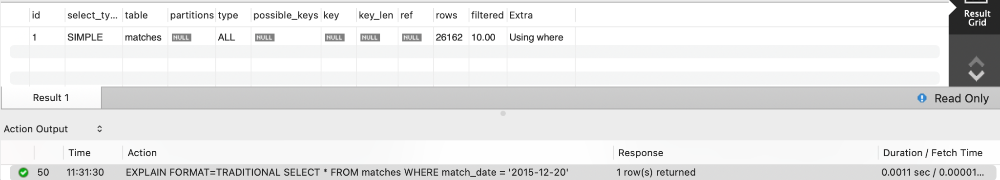 id select_ty... table partitions type possible_keys key key_len ref rows filtered Extra
1 SIMPLE matches NULL ALL NULL NULL NULL NULL 26162 10.00 Using where
Result
Grid
Result 1
Read Only
Action Output
Time Action Response Duration / Fetch Time
50 11:31:30 EXPLAIN FORMAT=TRADITIONAL SELECT * FROM matches WHERE match_date = '2015-12-20' 1 row(s) returned 0.0011 sec / 0.00001...